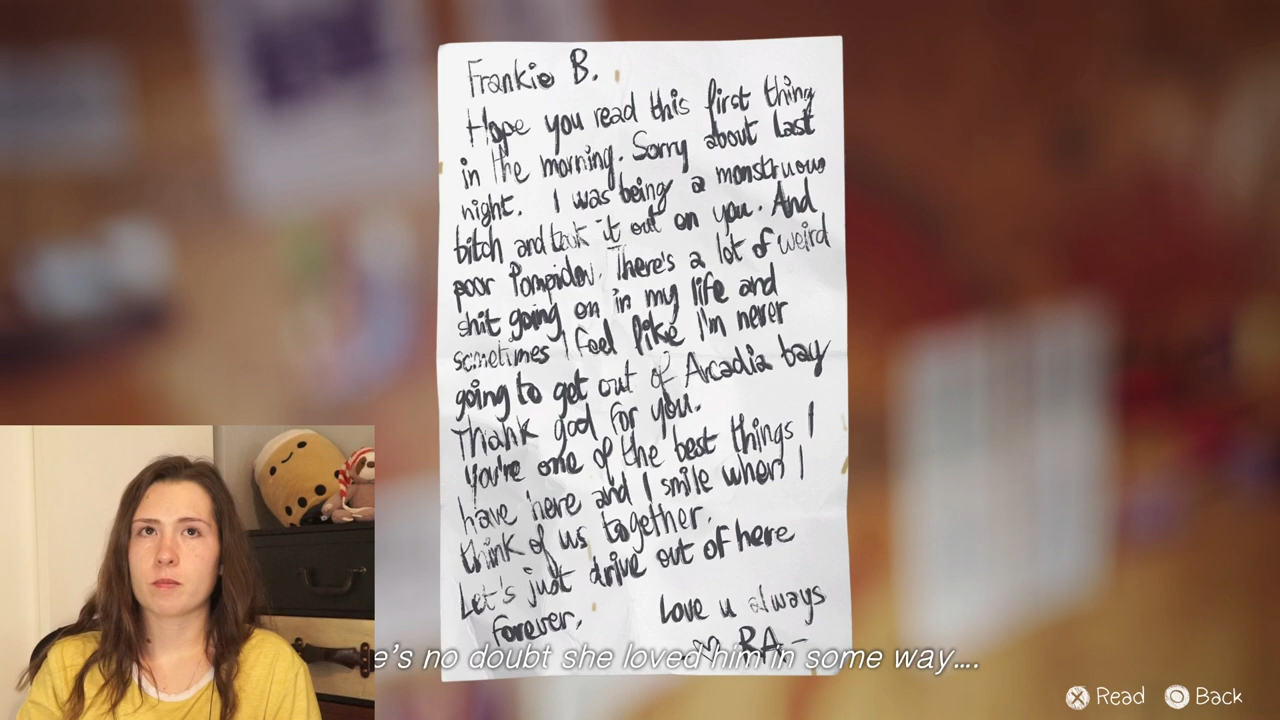 Frankie B.
Hope you read this first thing
in the morning. Sorry about last
night. I was being a monstruous
bitch and took it out on you. And
poor Pompidou. There's a lot of weird
shit going on in my life and
sometimes I feel like I'm never
going to get out of Arcadia bay
Thank god for you.
You're one of the best things I
have here and I smile when I
think of us together.
Let's just drive out of here
forever.
Love u always
♡ RA -
e's no doubt she loved him in some way....
Read
Back